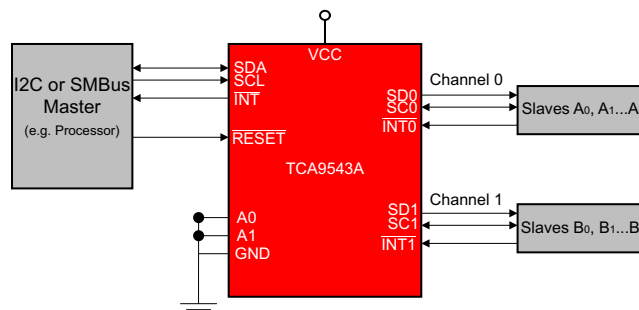 VCC
I2C or SMBus
Master
(e.g. Processor)
SDA
SCL
INT
RESET
TCA9543A
A0
A1
GND
Channel 0
SD0
SC0
INT0
Slaves A0, A1...A
Channel 1
SD1
SC1
INT1
Slaves B0, B1...B